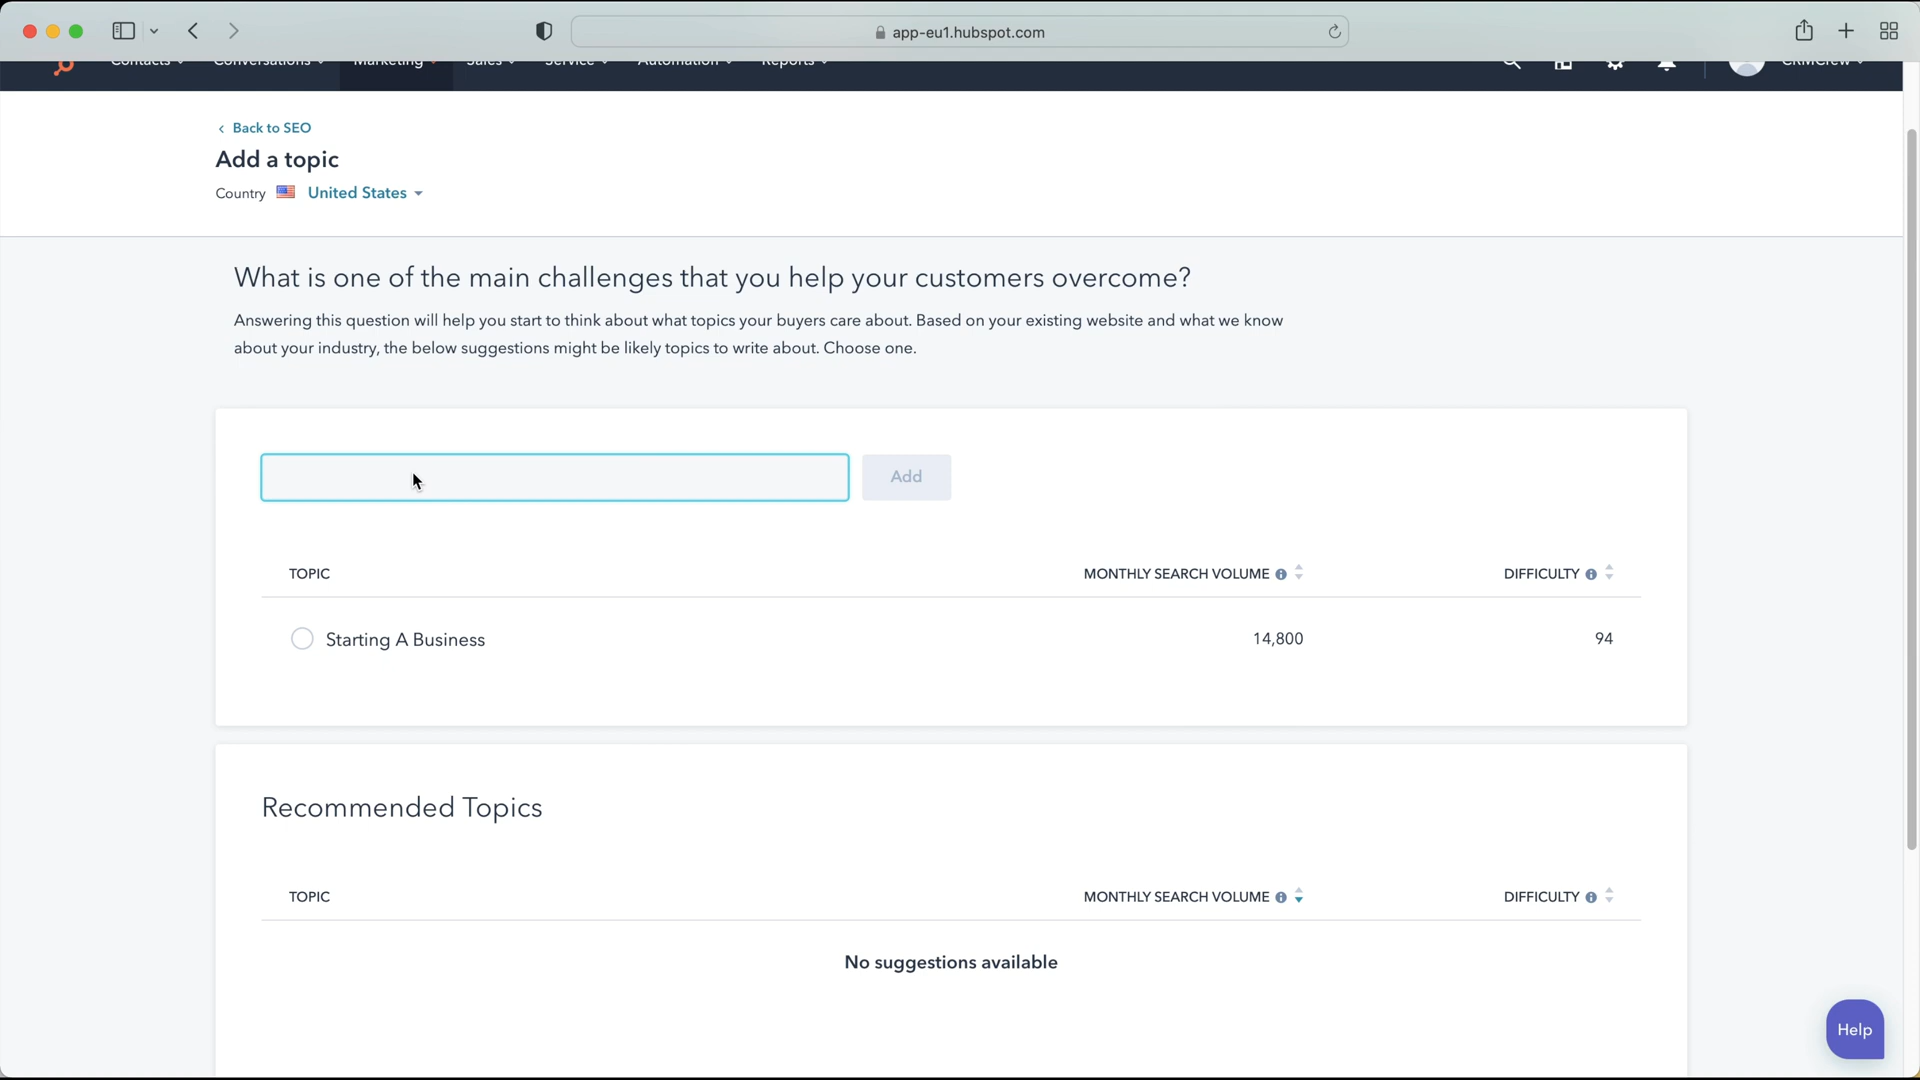 app-eu1.hubspot.com
Contacts Conversations Marketing Sales Service Automation Reports CRMCrew
Back to SEO
Add a topic
Country United States
What is one of the main challenges that you help your customers overcome?
Answering this question will help you start to think about what topics your buyers care about. Based on your existing website and what we know
about your industry, the below suggestions might be likely topics to write about. Choose one.
Add
TOPIC MONTHLY SEARCH VOLUME DIFFICULTY
Starting A Business 14,800 94
Recommended Topics
TOPIC MONTHLY SEARCH VOLUME DIFFICULTY
No suggestions available
Help